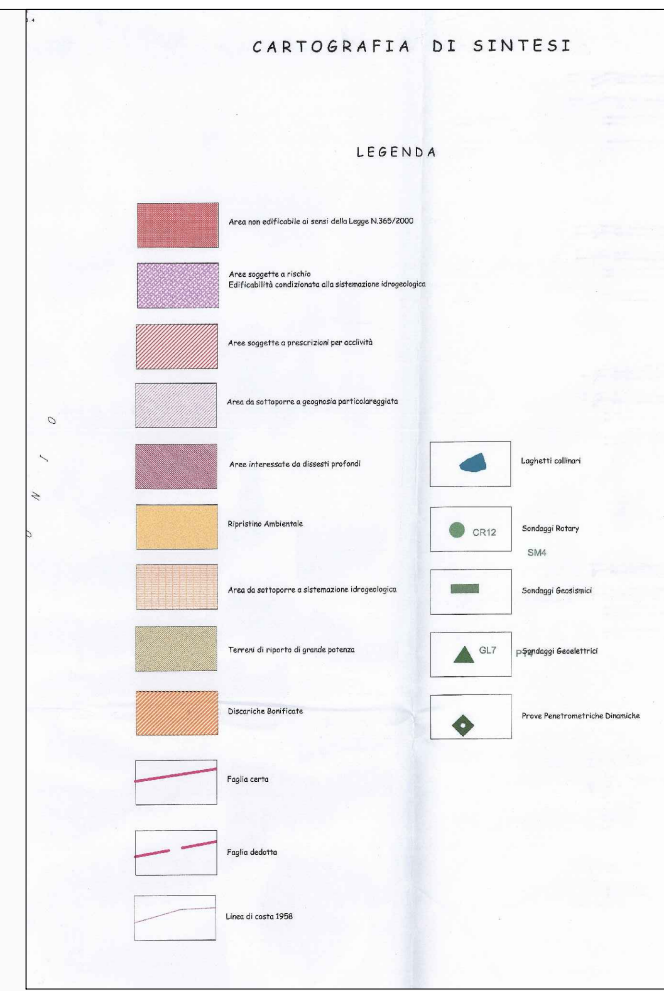 CARTOGRAFIA DI SINTESI
LEGENDA
Area non edificabile ai sensi della Legge N.365/2000
Aree soggette a rischio
Edificabilità condizionata alla sistemazione idrogeologica
Aree soggette a prescrizioni per acclività
Area da sottoporre a geognosia particolareggiata
Aree interessate da dissesti profondi
Ripristino Ambientale
Area da sottoporre a sistemazione idrogeologica
Terreni di riporto di grande potenza
Discariche Bonificate
Faglia certa
Faglia dedotta
Linea di costa 1958
Laghetti collinari
CR12 Sondaggi Rotary
SM4
Sondaggi Geosismici
GL7 Sondaggi Geoelettrici
Prove Penetrometriche Dinamiche
O N I O